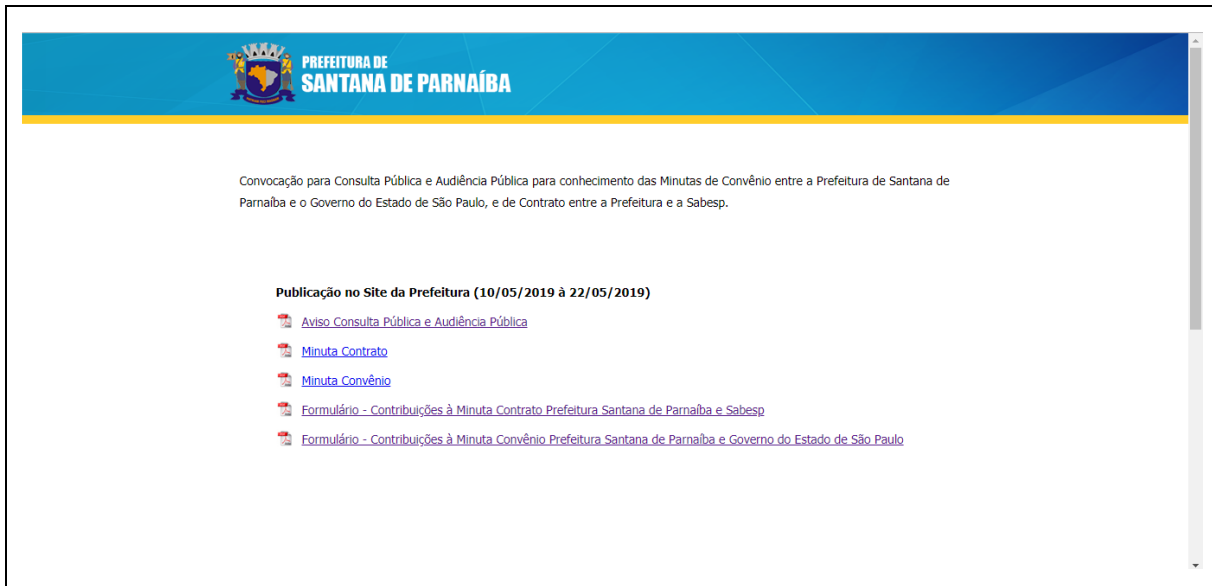 PREFEITURA DE
SANTANA DE PARNAÍBA
Convocação para Consulta Pública e Audiência Pública para conhecimento das Minutas de Convênio entre a Prefeitura de Santana de
Parnaíba e o Governo do Estado de São Paulo, e de Contrato entre a Prefeitura e a Sabesp.
Publicação no Site da Prefeitura (10/05/2019 à 22/05/2019)
Aviso Consulta Pública e Audiência Pública
Minuta Contrato
Minuta Convênio
Formulário - Contribuições à Minuta Contrato Prefeitura Santana de Parnaíba e Sabesp
Formulário - Contribuições à Minuta Convênio Prefeitura Santana de Parnaíba e Governo do Estado de São Paulo